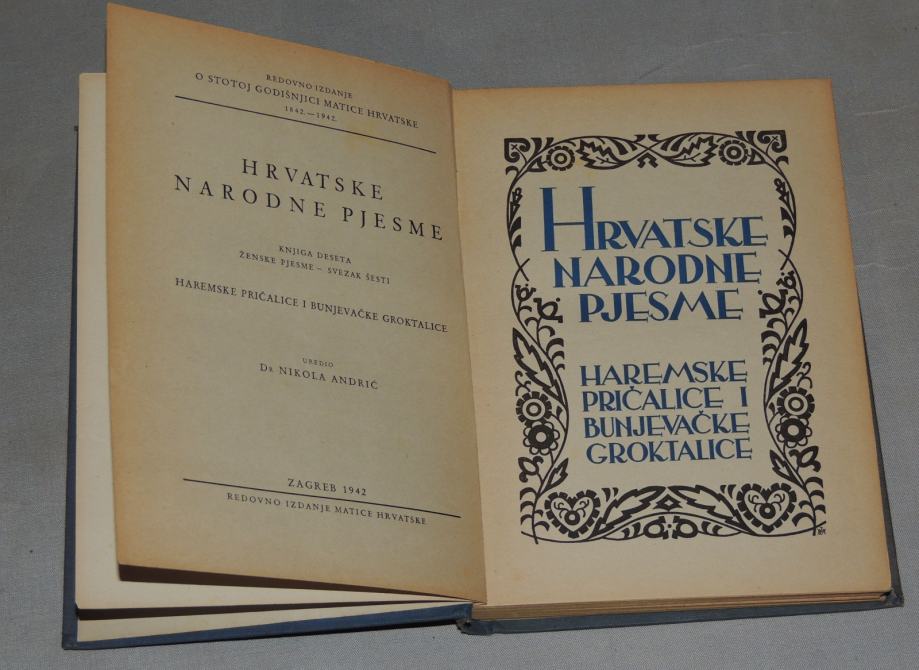 REDOVNO IZDANJE
O STOTOJ GODIŠNJICI MATICE HRVATSKE
1842.—1942.
HRVATSKE
NARODNE PJESME
KNJIGA DESETA
ŽENSKE PJESME – SVEZAK ŠESTI
HAREMSKE PRIČALICE I BUNJEVAČKE GROKTALICE
UREDIO
DR NIKOLA ANDRIĆ
ZAGREB 1942
REDOVNO IZDANJE MATICE HRVATSKE
HRVATSKE
NARODNE
PJESME
HAREMSKE
PRIČALICE I
BUNJEVAČKE
GROKTALICE